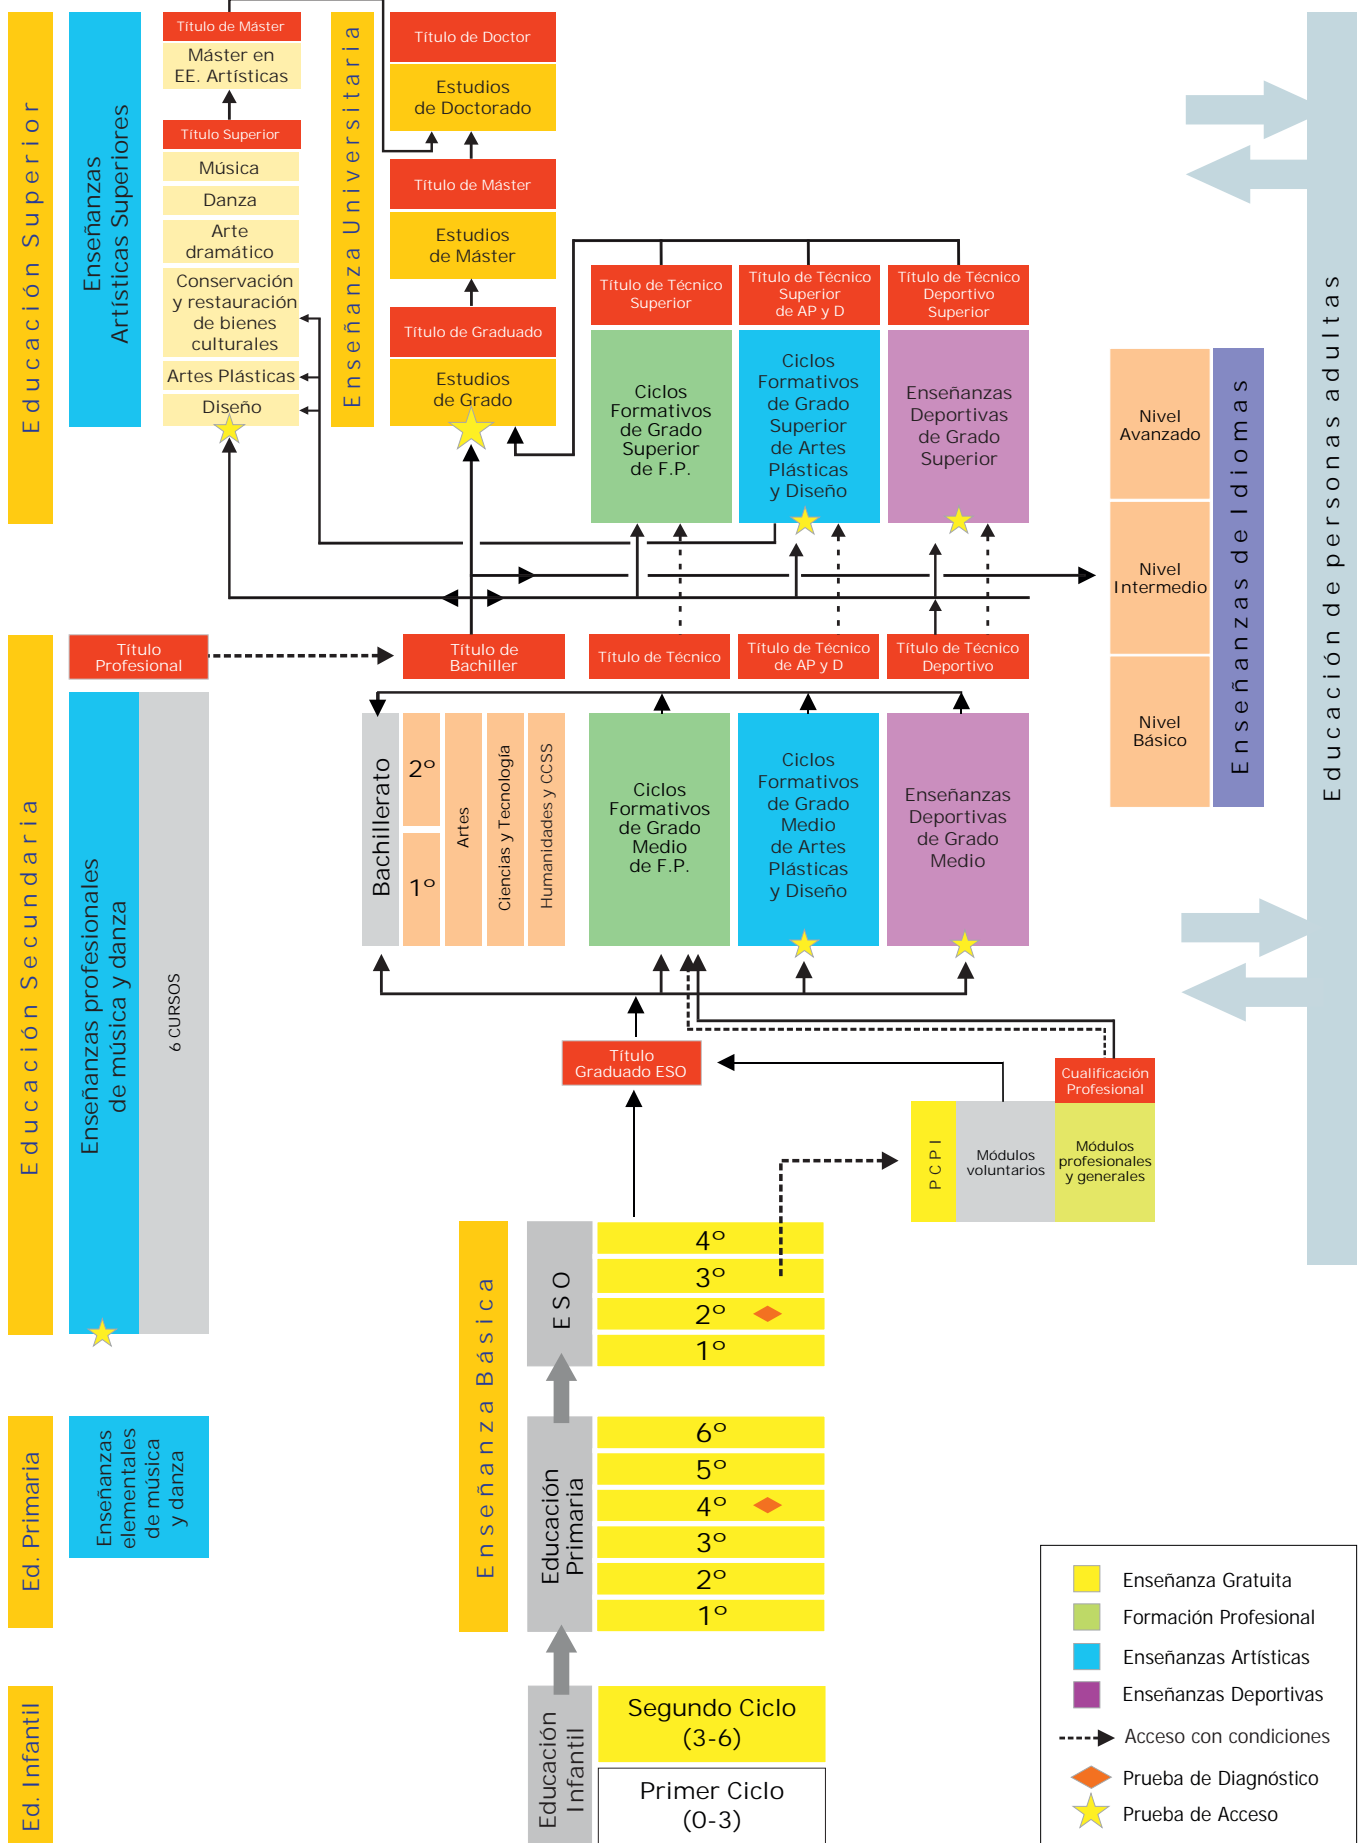 Educación Superior
Enseñanzas
Artísticas Superiores
Título de Máster
Máster en
EE. Artísticas
Título Superior
Música
Danza
Arte
dramático
Conservación
y restauración
de bienes
culturales
Artes Plásticas
Diseño
Enseñanza Universitaria
Título de Doctor
Estudios
de Doctorado
Título de Máster
Estudios
de Máster
Título de Graduado
Estudios
de Grado
Título de Técnico
Superior
Ciclos
Formativos
de Grado
Superior
de F.P.
Título de Técnico
Superior
de AP y D
Ciclos
Formativos
de Grado
Superior
de Artes
Plásticas
y Diseño
Título de Técnico
Deportivo
Superior
Enseñanzas
Deportivas
de Grado
Superior
Nivel
Avanzado
Nivel
Intermedio
Nivel
Básico
Enseñanzas de Idiomas
Educación de personas adultas
Educación Secundaria
Título
Profesional
Enseñanzas profesionales
de música y danza
6 CURSOS
Título de
Bachiller
Bachillerato
2º
1º
Artes
Ciencias y Tecnología
Humanidades y CCSS
Título de Técnico
Ciclos
Formativos
de Grado
Medio
de F.P.
Título de Técnico
de AP y D
Ciclos
Formativos
de Grado
Medio
de Artes
Plásticas
y Diseño
Título de Técnico
Deportivo
Enseñanzas
Deportivas
de Grado
Medio
Título
Graduado ESO
Cualificación
Profesional
PCPI
Módulos
voluntarios
Módulos
profesionales
y generales
Enseñanza Básica
ESO
4º
3º
2º
1º
Ed. Primaria
Enseñanzas
elementales
de música
y danza
Educación
Primaria
6º
5º
4º
3º
2º
1º
Ed. Infantil
Educación
Infantil
Segundo Ciclo
(3-6)
Primer Ciclo
(0-3)
Enseñanza Gratuita
Formación Profesional
Enseñanzas Artísticas
Enseñanzas Deportivas
Acceso con condiciones
Prueba de Diagnóstico
Prueba de Acceso